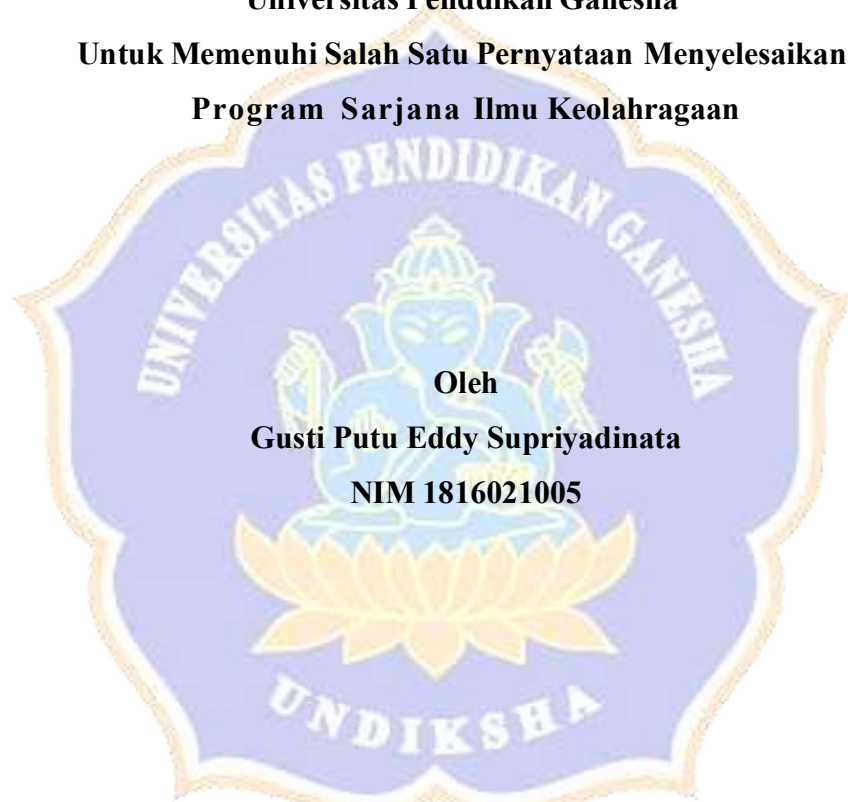 Universitas Penddikan Ganesha
Untuk Memenuhi Salah Satu Pernyataan Menyelesaikan
Program Sarjana Ilmu Keolahragaan
UNIVERSITAS PENDIDIKAN GANESHA
Oleh
Gusti Putu Eddy Supriyadinata
NIM 1816021005
UNDIKSHA